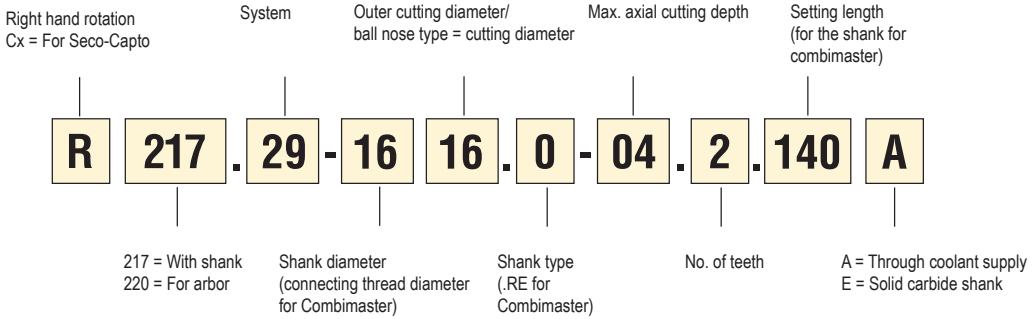 Right hand rotation
Cx = For Seco-Capto
System
Outer cutting diameter/
ball nose type = cutting diameter
Max. axial cutting depth
Setting length
(for the shank for
combimaster)
R 217 . 29 - 16 16 . 0 - 04 . 2 . 140 A
217 = With shank
220 = For arbor
Shank diameter
(connecting thread diameter
for Combimaster)
Shank type
(.RE for
Combimaster)
No. of teeth
A = Through coolant supply
E = Solid carbide shank